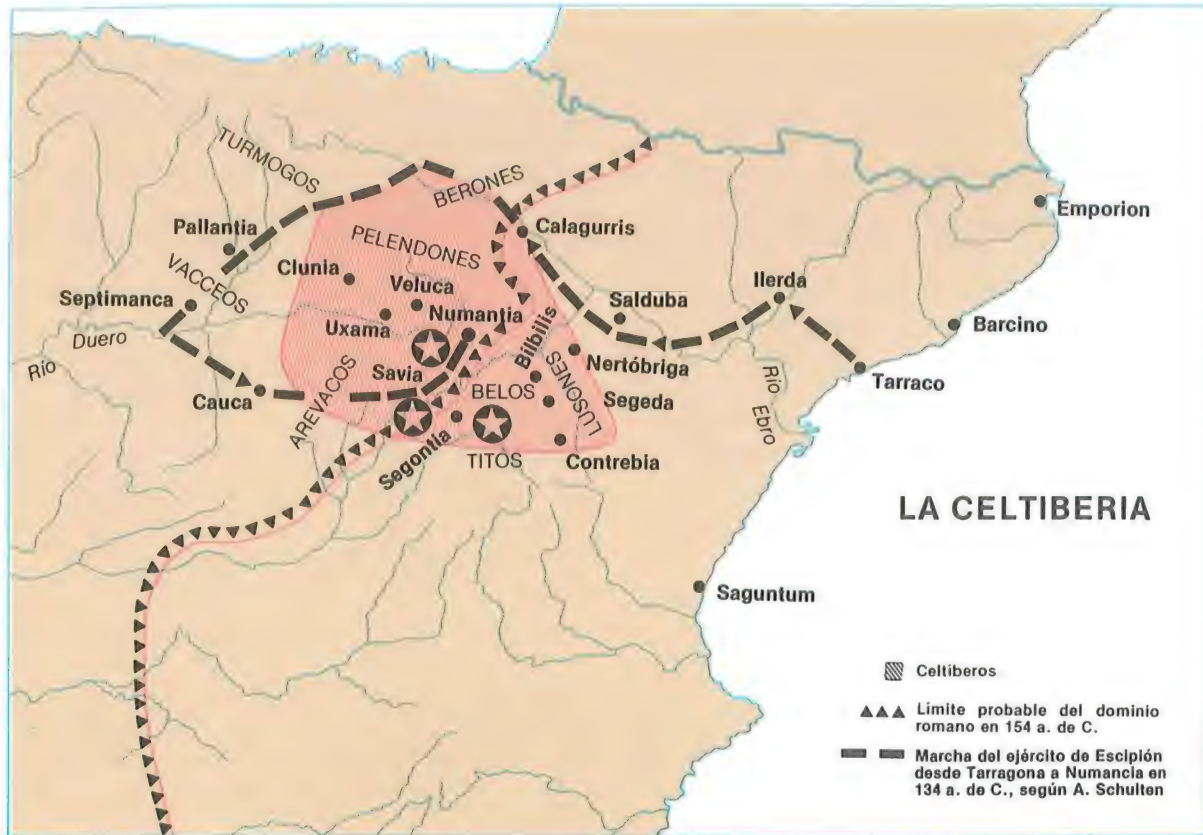 TURMOGOS
BERONES
Emporion
Pallantia
Calagurris
PELENDONES
VACCEOS
Clunia
Ilerda
Septimanca
Veluca
Salduba
Numantia
Barcino
Uxama
Bilbilis
Río Duero
Nertóbriga
Savia
LUSONES
Tarraco
Cauca
BELOS
Segeda
Río Ebro
AREVACOS
Segontia
TITOS
Contrebia
LA CELTIBERIA
Saguntum
Celtiberos
Límite probable del dominio
romano en 154 a. de C.
Marcha del ejército de Escipión
desde Tarragona a Numancia en
134 a. de C., según A. Schulten